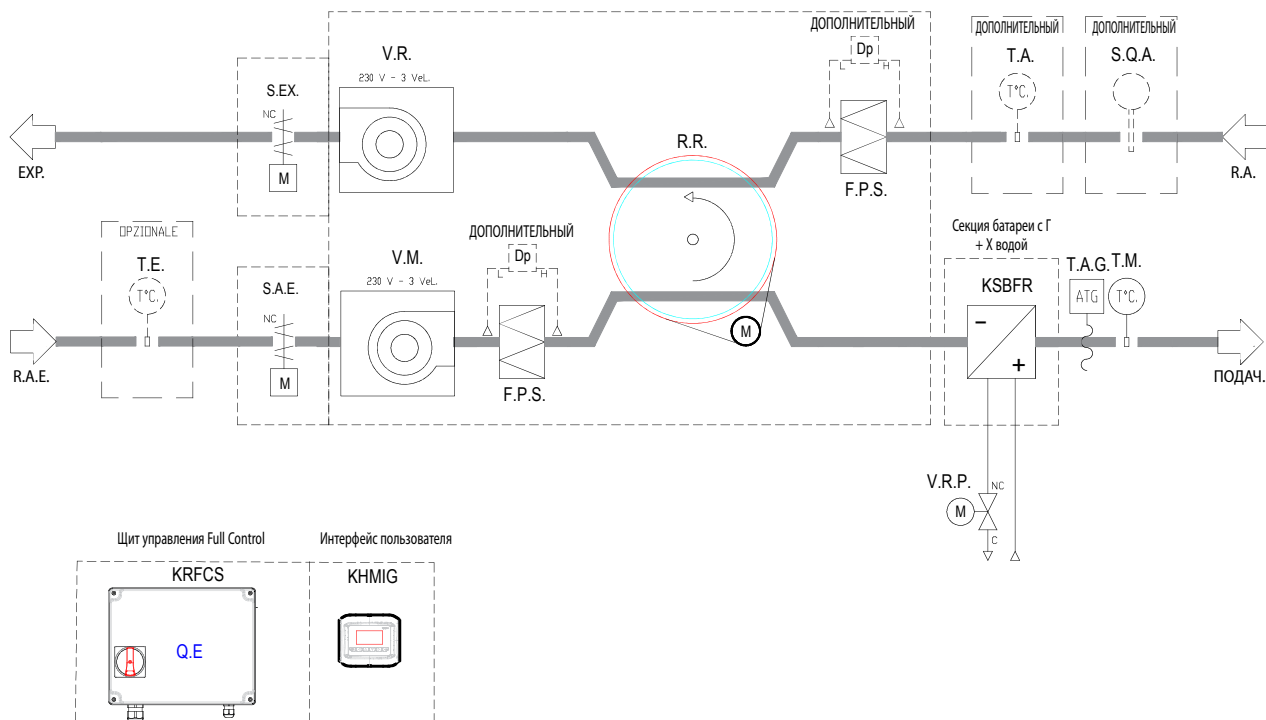 ДОПОЛНИТЕЛЬНЫЙ
ДОПОЛНИТЕЛЬНЫЙ
ДОПОЛНИТЕЛЬНЫЙ
V.R.
230 V - 3 VeL.
Dp
L
H
T.A.
S.Q.A.
S.EX.
NC
M
T°C.
R.R.
EXP.
F.P.S.
R.A.
OPZIONALE
T.E.
T°C.
S.A.E.
NC
M
V.M.
230 V - 3 VeL.
ДОПОЛНИТЕЛЬНЫЙ
Dp
L
H
F.P.S.
M
Секция батареи с Г
+ Х водой
KSBFR
-
+
T.A.G.
T.M.
ATG
T°C.
R.A.E.
ПОДАЧ.
V.R.P.
NC
M
C
Щит управления Full Control
Интерфейс пользователя
KRFCS
KHMIG
Q.E